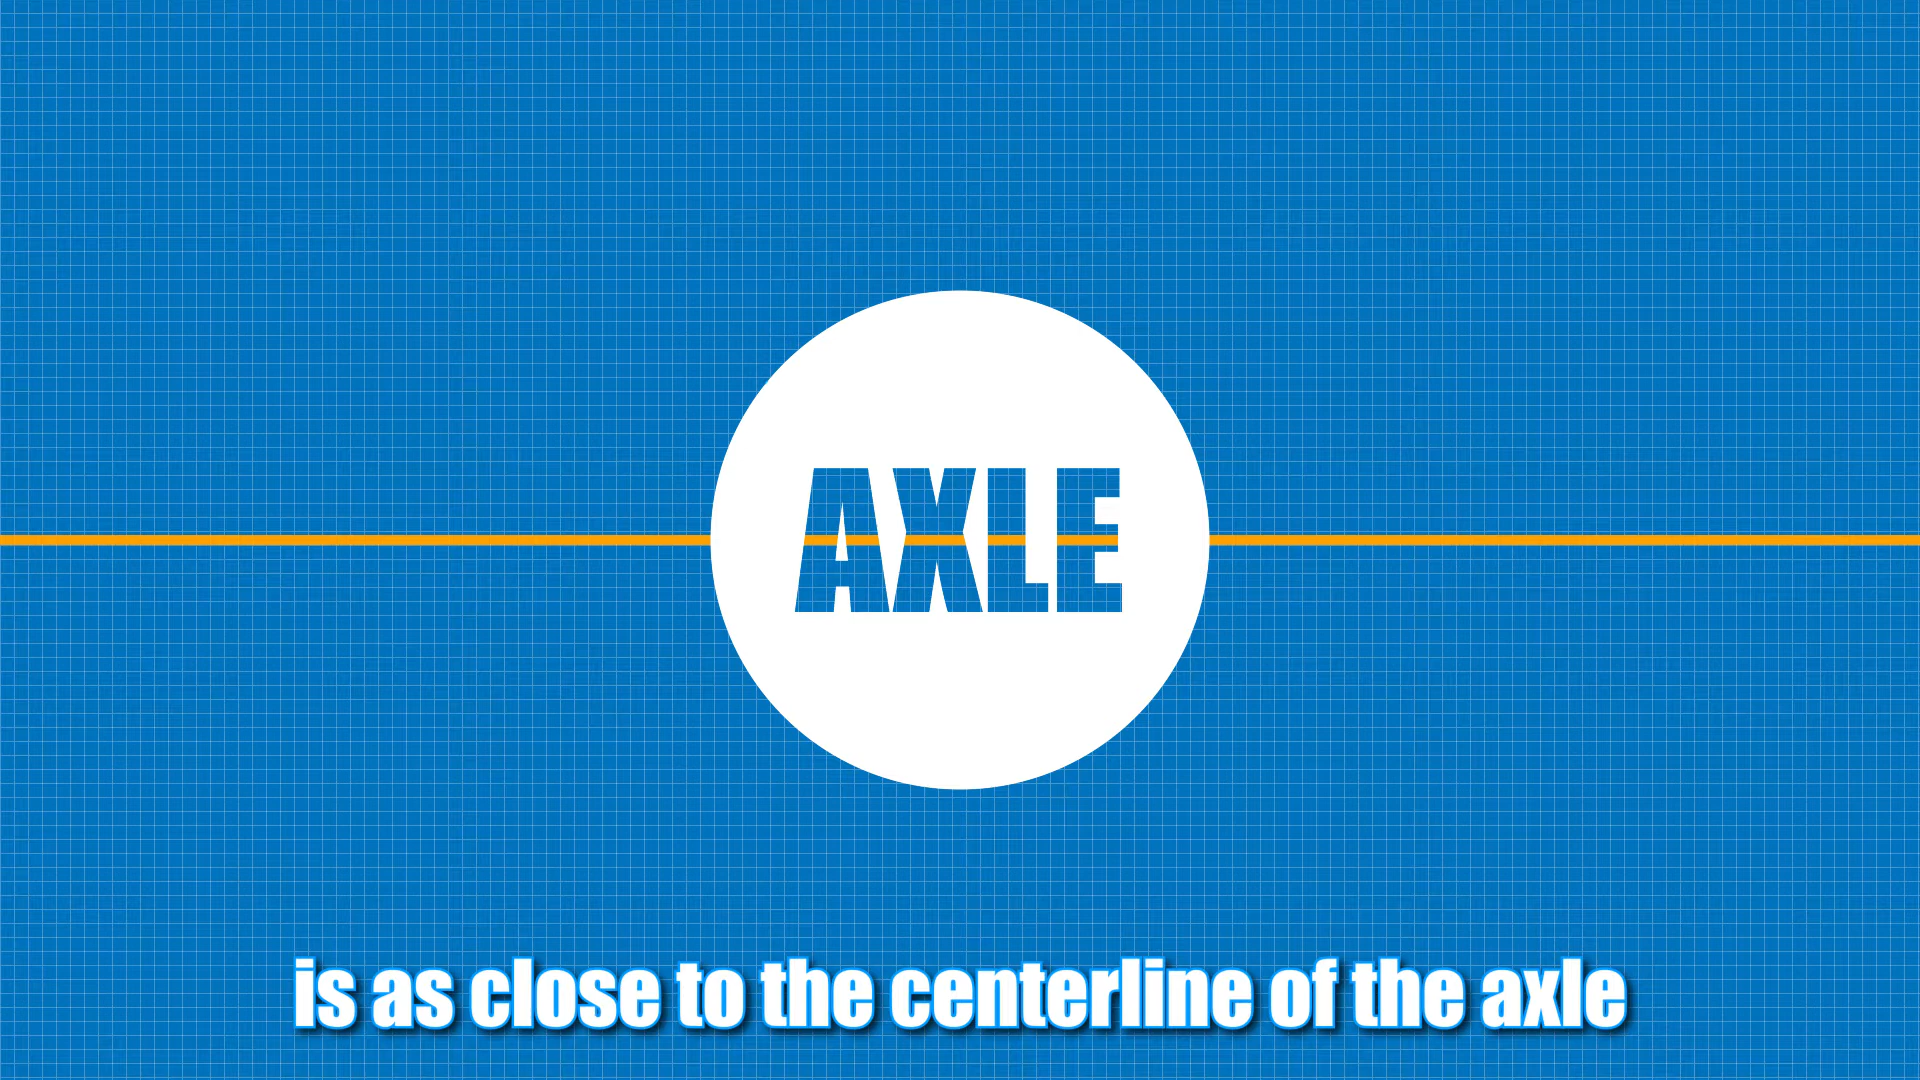 AXLE
is as close to the centerline of the axle